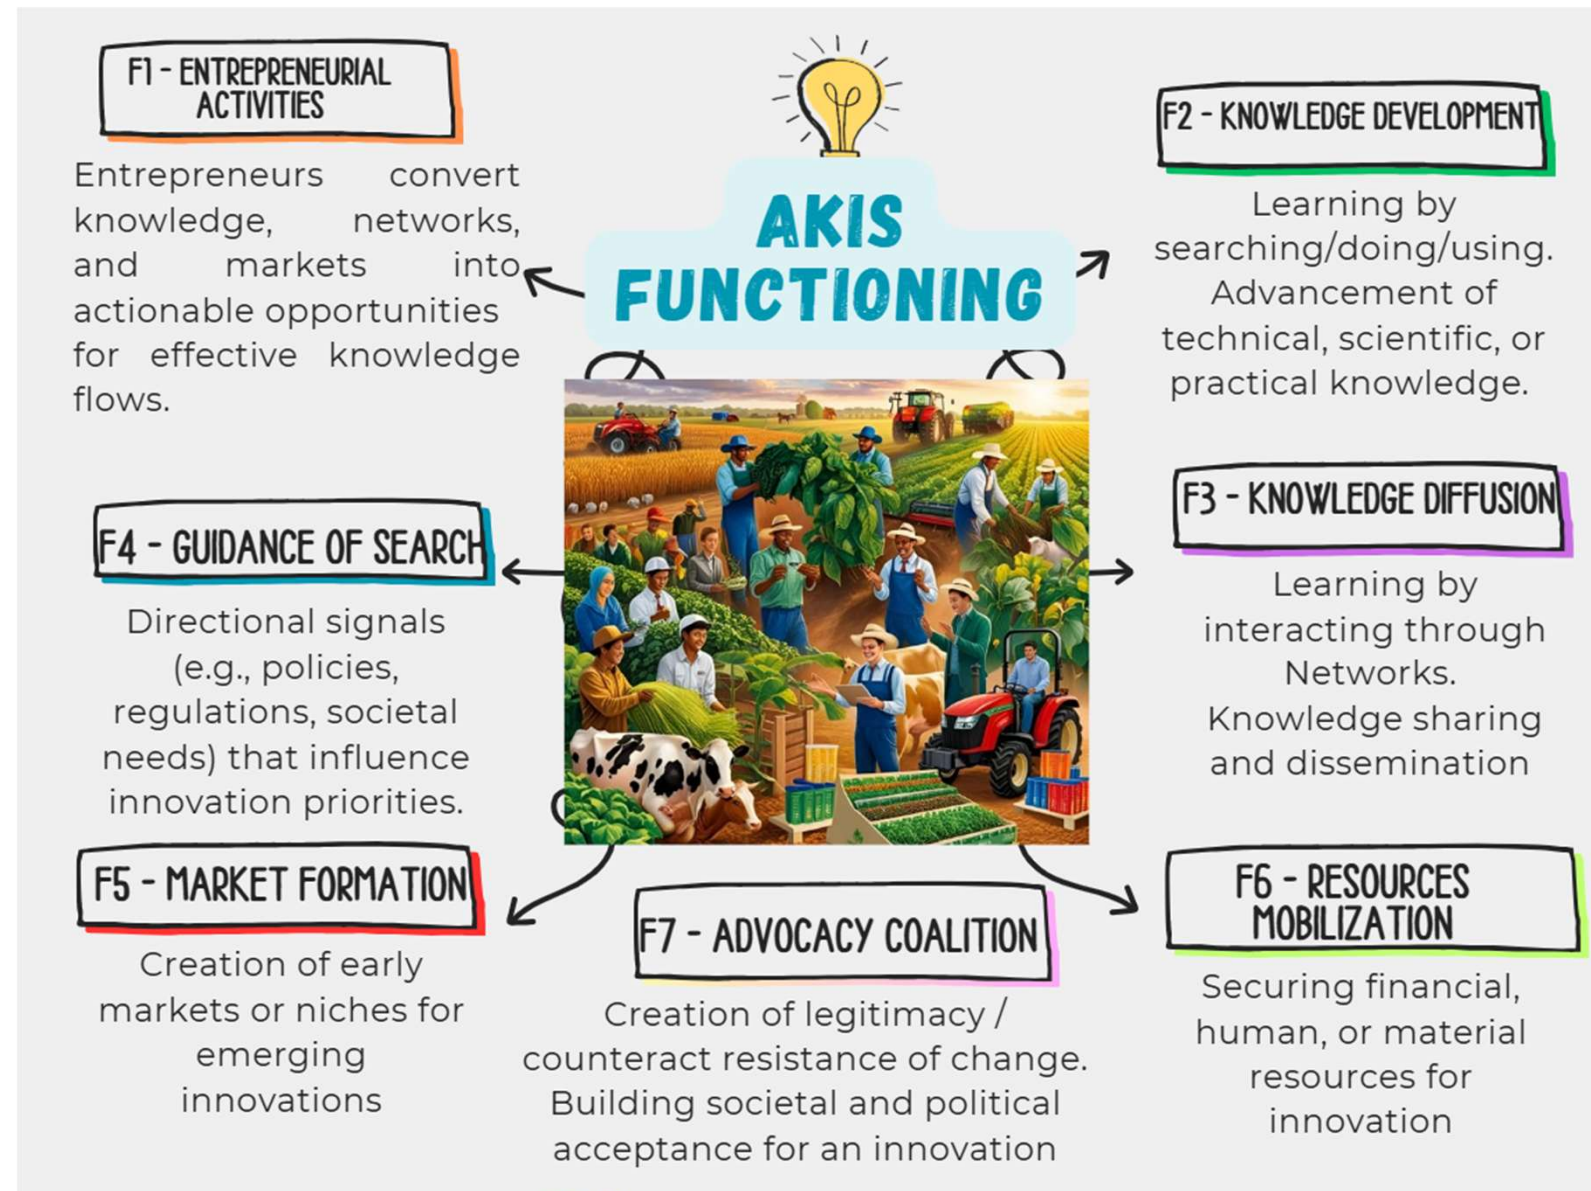 AKIS
FUNCTIONING
F1 - ENTREPRENEURIAL
ACTIVITIES
Entrepreneurs convert
knowledge, networks,
and markets into
actionable opportunities
for effective knowledge
flows.
F2 - KNOWLEDGE DEVELOPMENT
Learning by
searching/doing/using.
Advancement of
technical, scientific, or
practical knowledge.
F3 - KNOWLEDGE DIFFUSION
Learning by
interacting through
Networks.
Knowledge sharing
and dissemination
F4 - GUIDANCE OF SEARCH
Directional signals
(e.g., policies,
regulations, societal
needs) that influence
innovation priorities.
F5 - MARKET FORMATION
Creation of early
markets or niches for
emerging
innovations
F6 - RESOURCES
MOBILIZATION
Securing financial,
human, or material
resources for
innovation
F7 - ADVOCACY COALITION
Creation of legitimacy /
counteract resistance of change.
Building societal and political
acceptance for an innovation